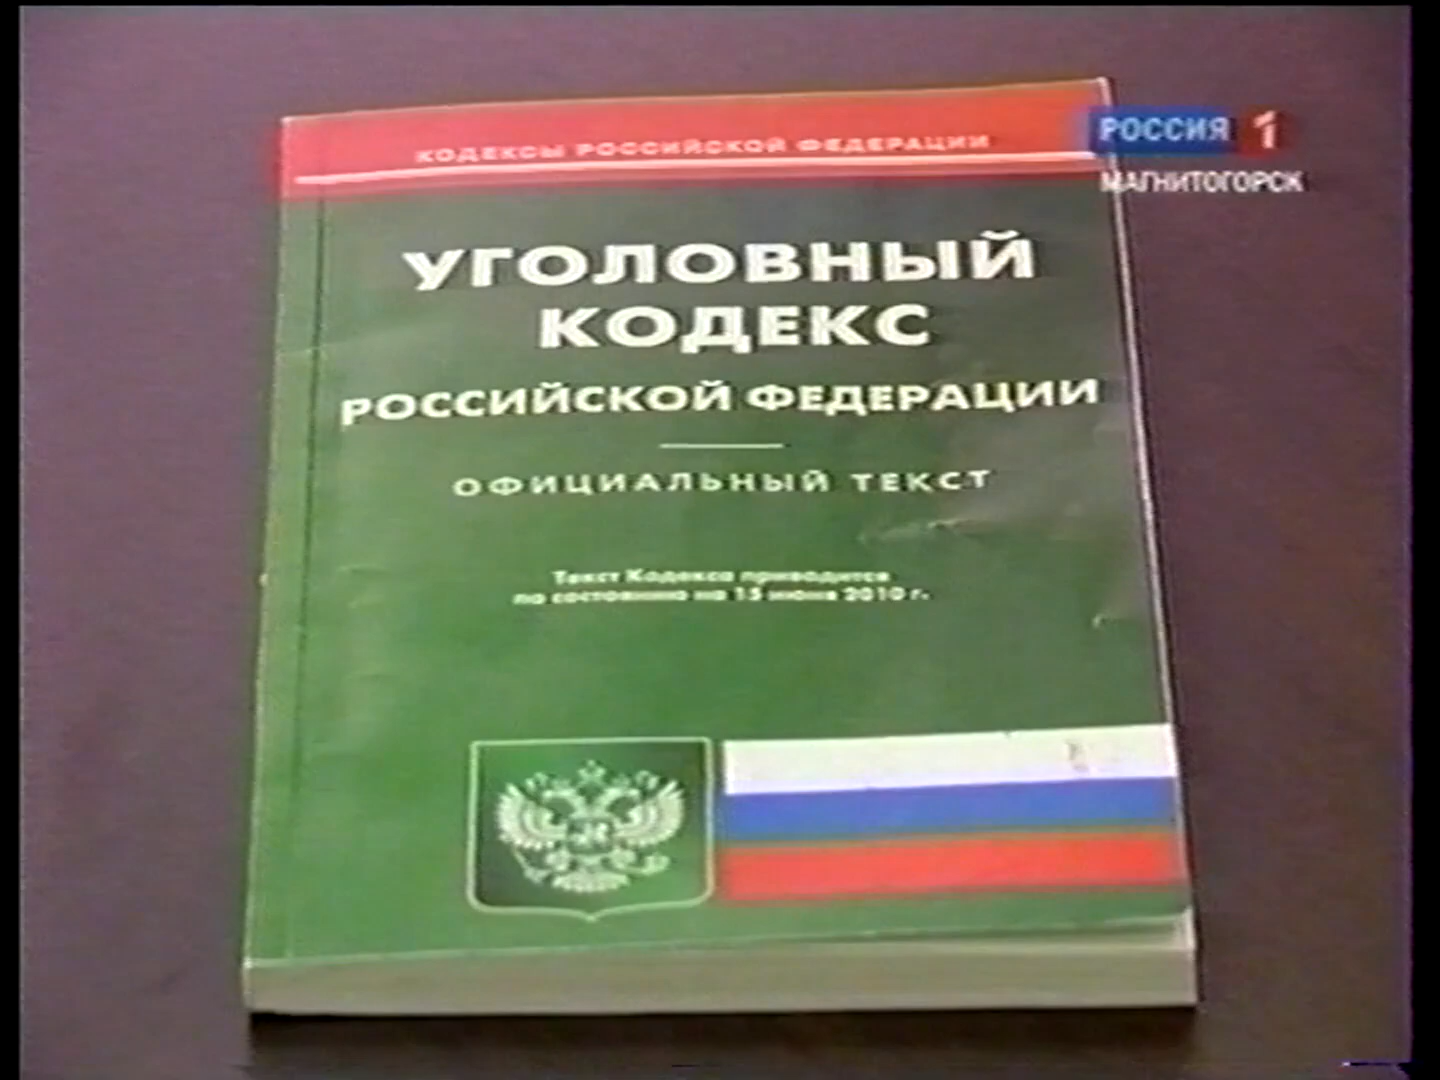 КОДЕКСЫ РОССИЙСКОЙ ФЕДЕРАЦИИ
РОССИЯ 1
МАГНИТОГОРСК
УГОЛОВНЫЙ
КОДЕКС
РОССИЙСКОЙ ФЕДЕРАЦИИ
ОФИЦИАЛЬНЫЙ ТЕКСТ
Текст Кодекса приводится
по состоянию на 15 июня 2010 г.